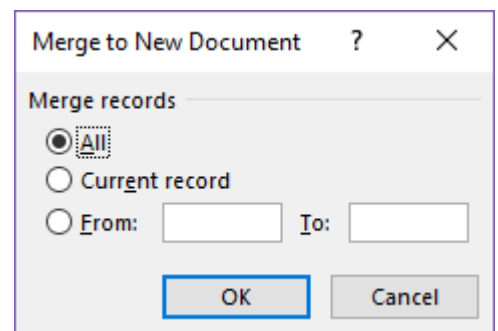 Merge to New Document ? ×
Merge records
All
Current record
From: To:
OK Cancel